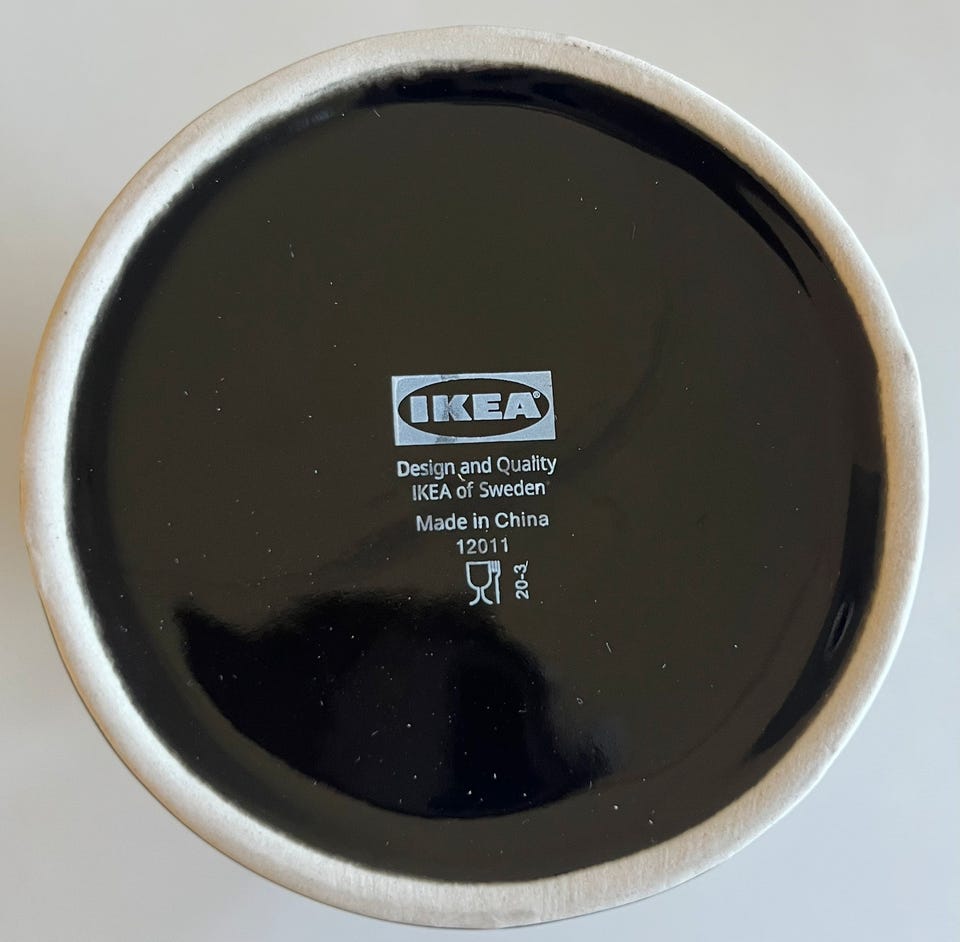 IKEA®
Design and Quality
IKEA of Sweden
Made in China
12011
20-3